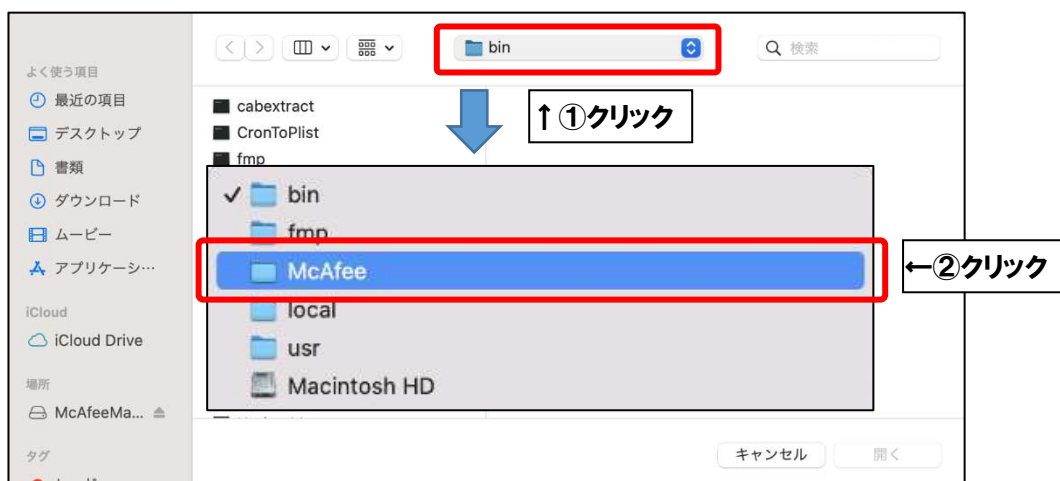 bin
検索
よく使う項目
最近の項目
デスクトップ
書類
ダウンロード
ムービー
アプリケーシ…
iCloud
iCloud Drive
場所
McAfeeMa...
タグ
cabextract
CronToPlist
fmp
↑①クリック
✓ bin
fmp
McAfee
local
usr
Macintosh HD
←②クリック
キャンセル
開く